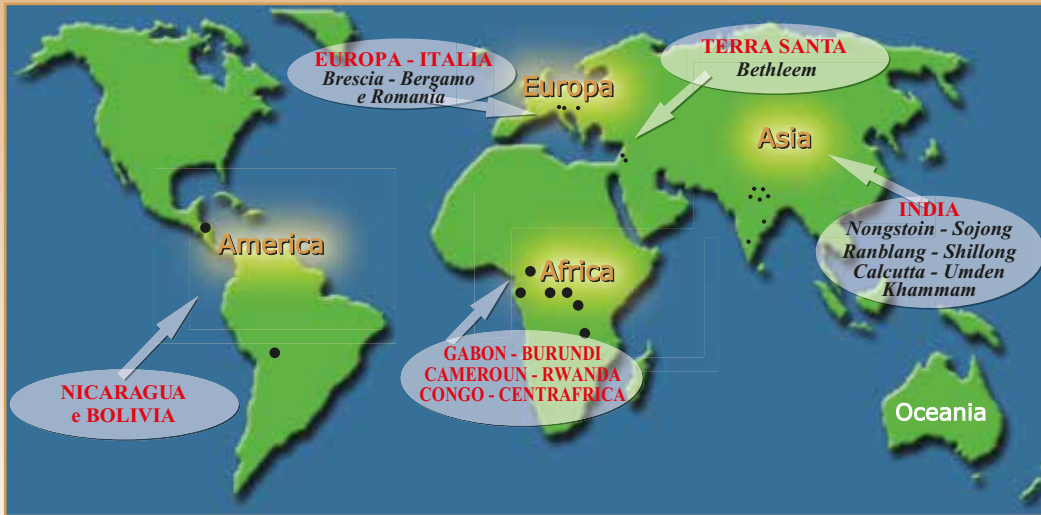 EUROPA - ITALIA
Brescia - Bergamo
e Romania
TERRA SANTA
Bethleem
Europa
Asia
INDIA
Nongstoin - Sojong
Ranblang - Shillong
Calcutta - Umden
Khammam
America
Africa
GABON - BURUNDI
CAMEROUN - RWANDA
CONGO - CENTRAFRICA
NICARAGUA
e BOLIVIA
Oceania